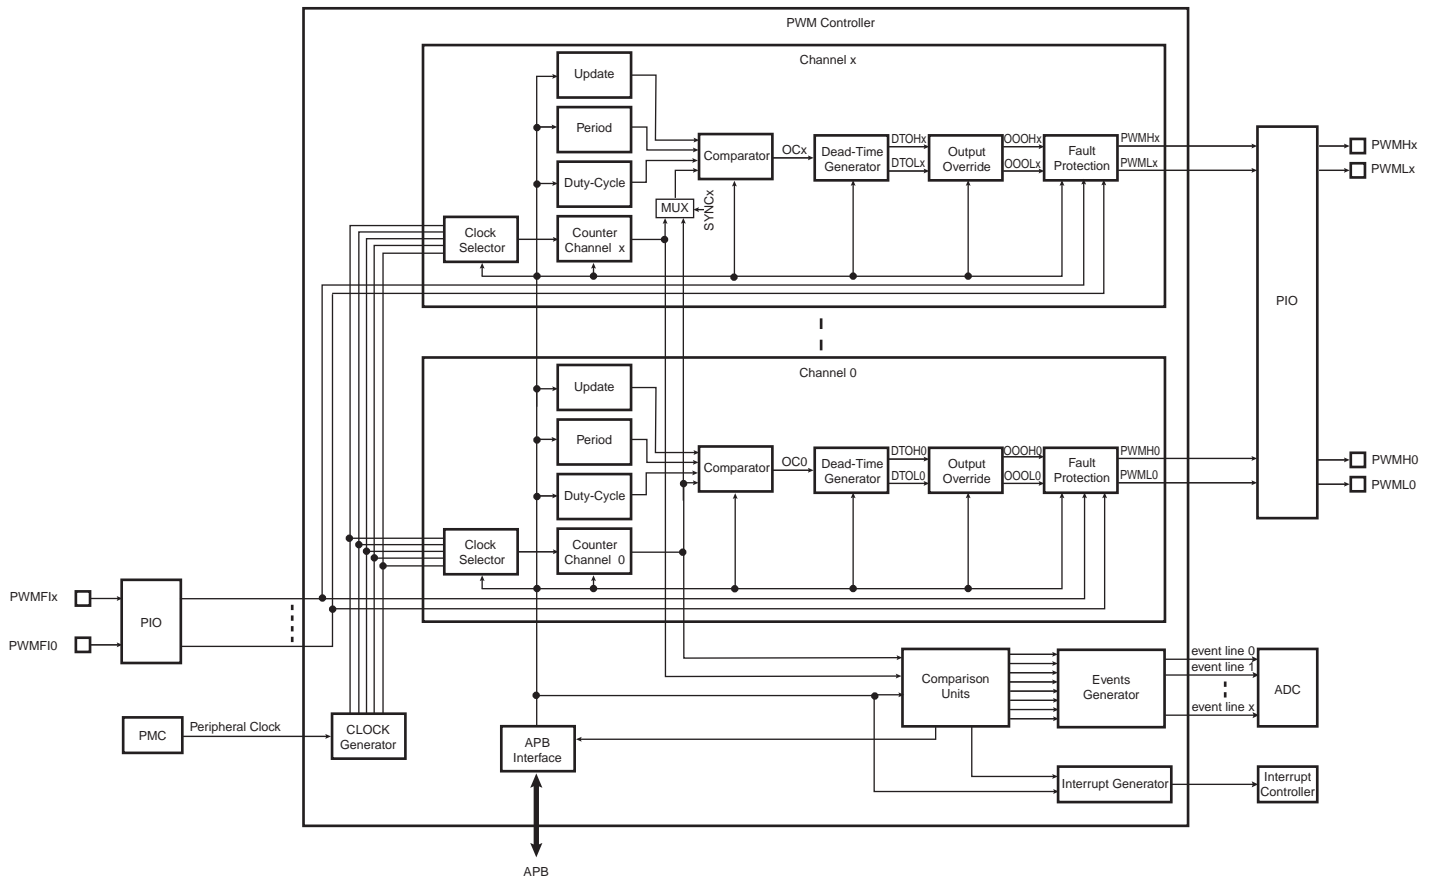 PWM Controller
Channel x
Update
Period
Duty-Cycle
Clock
Selector
Counter
Channel x
MUX
SYNCx
Comparator
OCx
Dead-Time
Generator
DTOHx
DTOLx
Output
Override
OOOHx
OOOLx
Fault
Protection
PWMHx
PWMLx
PIO
PWMHx
PWMLx
Channel 0
Update
Period
Duty-Cycle
Clock
Selector
Counter
Channel 0
Comparator
OC0
Dead-Time
Generator
DTOH0
DTOL0
Output
Override
OOOH0
OOOL0
Fault
Protection
PWMH0
PWML0
PWMH0
PWML0
PWMFIx
PWMFI0
PIO
PMC
Peripheral Clock
CLOCK
Generator
APB
Interface
APB
Comparison
Units
Events
Generator
event line 0
event line 1
event line x
ADC
Interrupt Generator
Interrupt
Controller